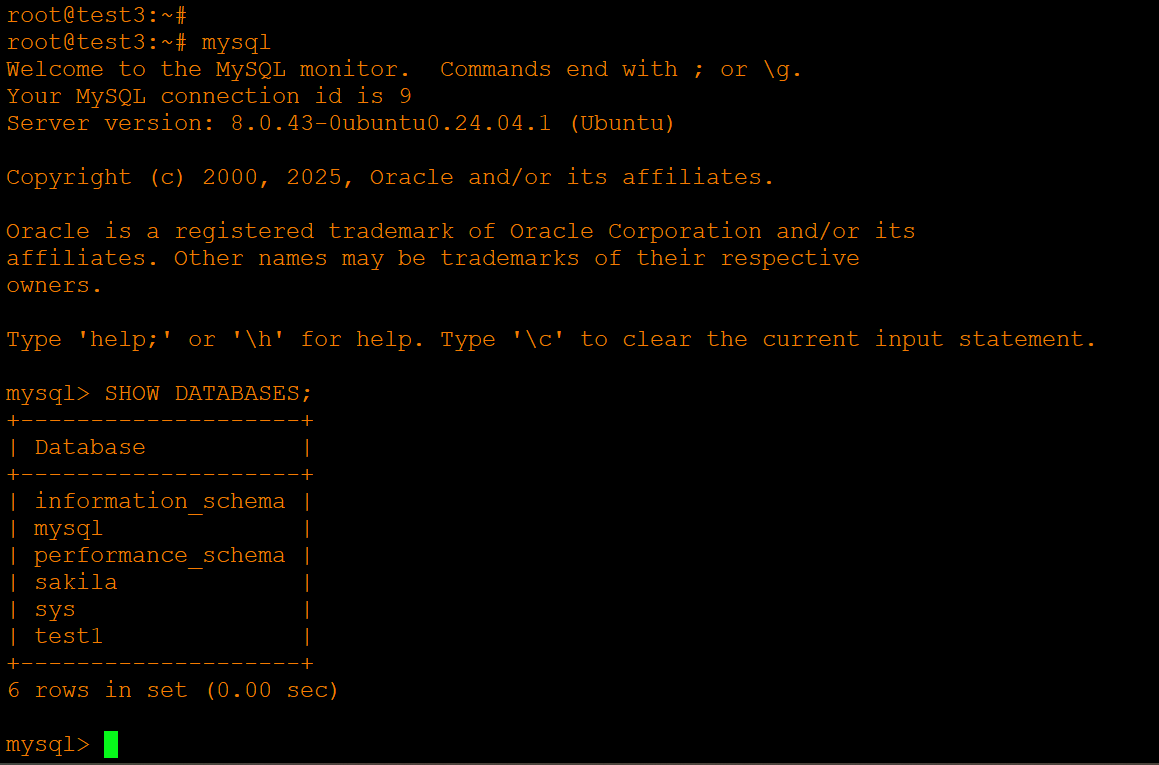 root@test3:~#
root@test3:~# mysql
Welcome to the MySQL monitor.  Commands end with ; or \g.
Your MySQL connection id is 9
Server version: 8.0.43-0ubuntu0.24.04.1 (Ubuntu)

Copyright (c) 2000, 2025, Oracle and/or its affiliates.

Oracle is a registered trademark of Oracle Corporation and/or its
affiliates. Other names may be trademarks of their respective
owners.

Type 'help;' or '\h' for help. Type '\c' to clear the current input statement.

mysql> SHOW DATABASES;
+--------------------+
| Database           |
+--------------------+
| information_schema |
| mysql              |
| performance_schema |
| sakila             |
| sys                |
| test1              |
+--------------------+
6 rows in set (0.00 sec)

mysql>